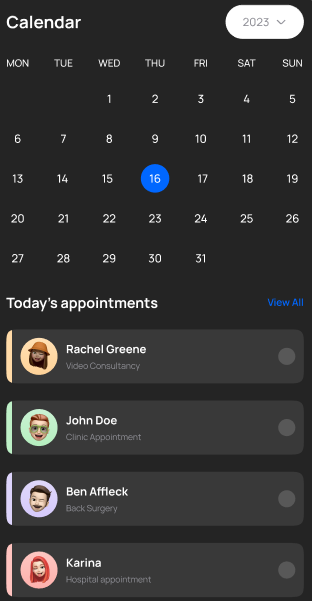 Calendar 2023
MON TUE WED THU FRI SAT SUN
1 2 3 4 5
6 7 8 9 10 11 12
13 14 15 16 17 18 19
20 21 22 23 24 25 26
27 28 29 30 31
Today's appointments View All
Rachel Greene
Video Consultancy
John Doe
Clinic Appointment
Ben Affleck
Back Surgery
Karina
Hospital appointment